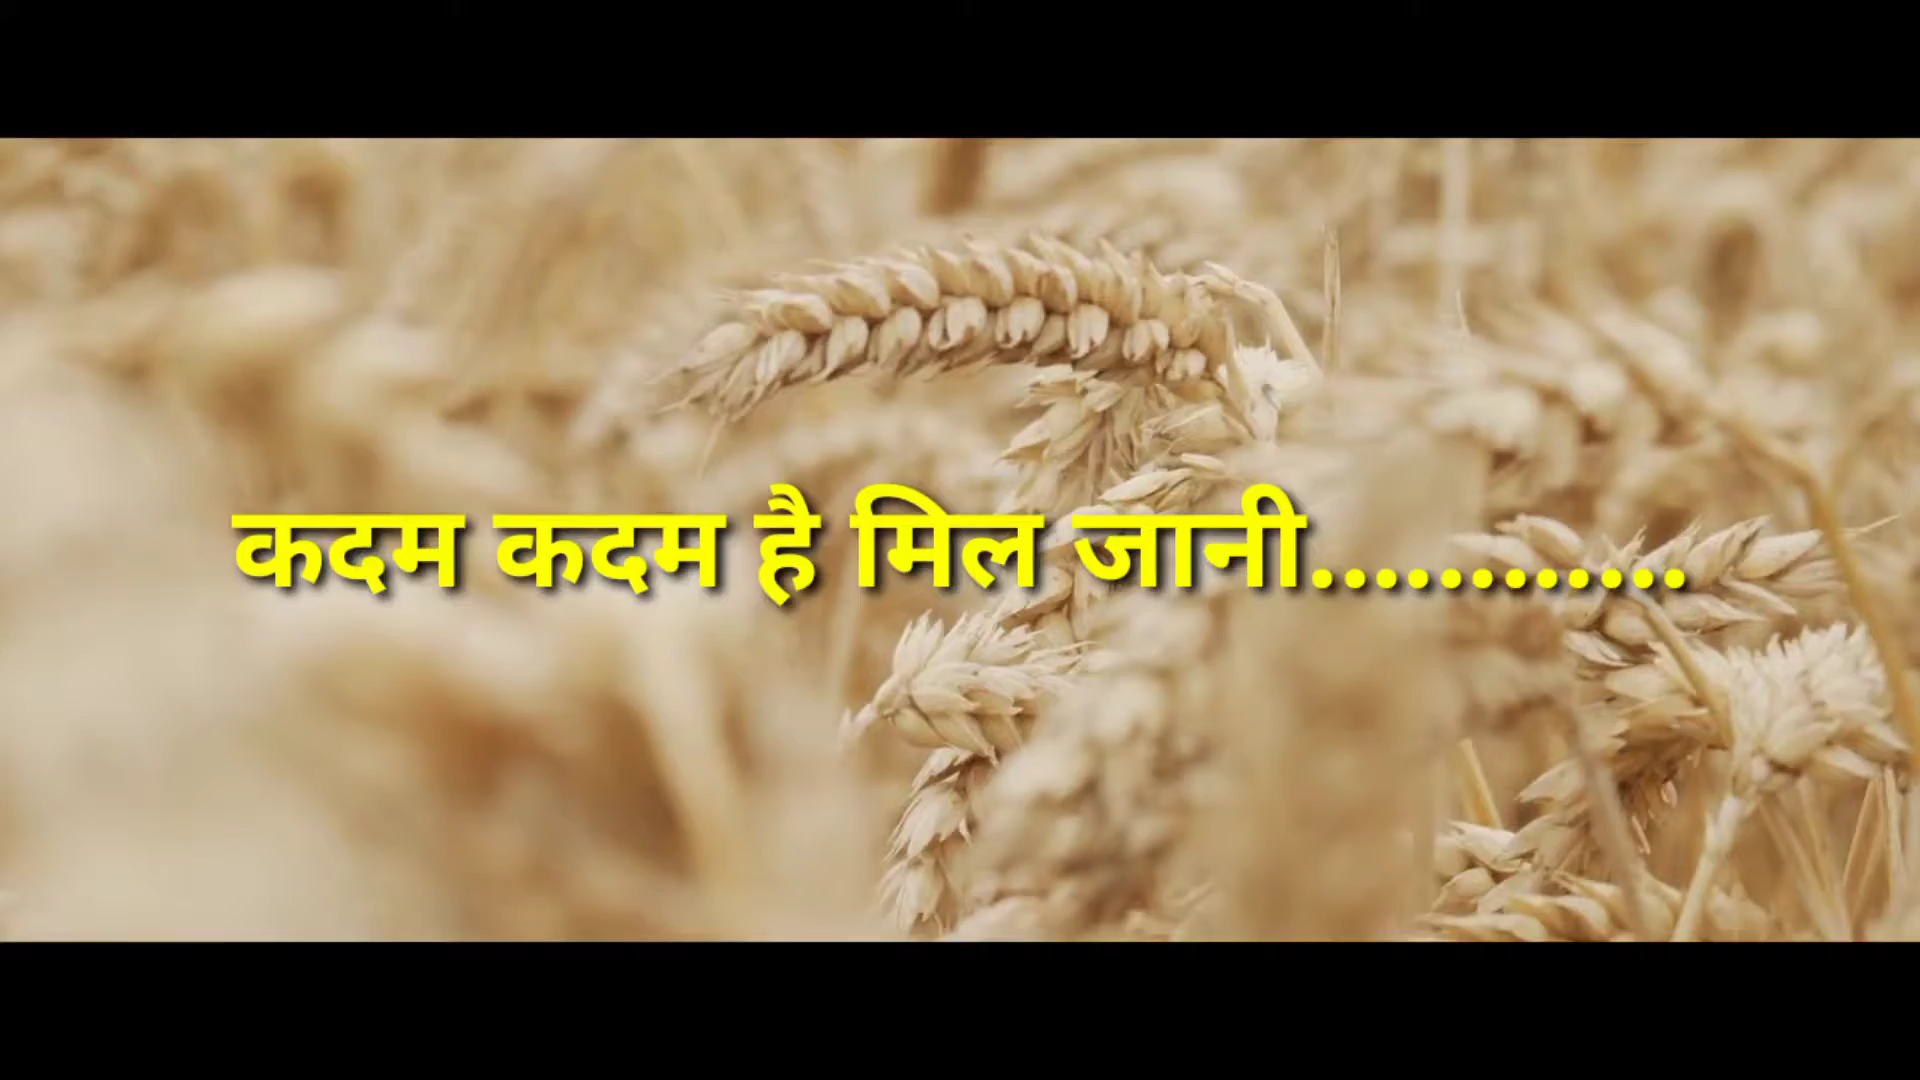 कदम कदम है मिल जानी............